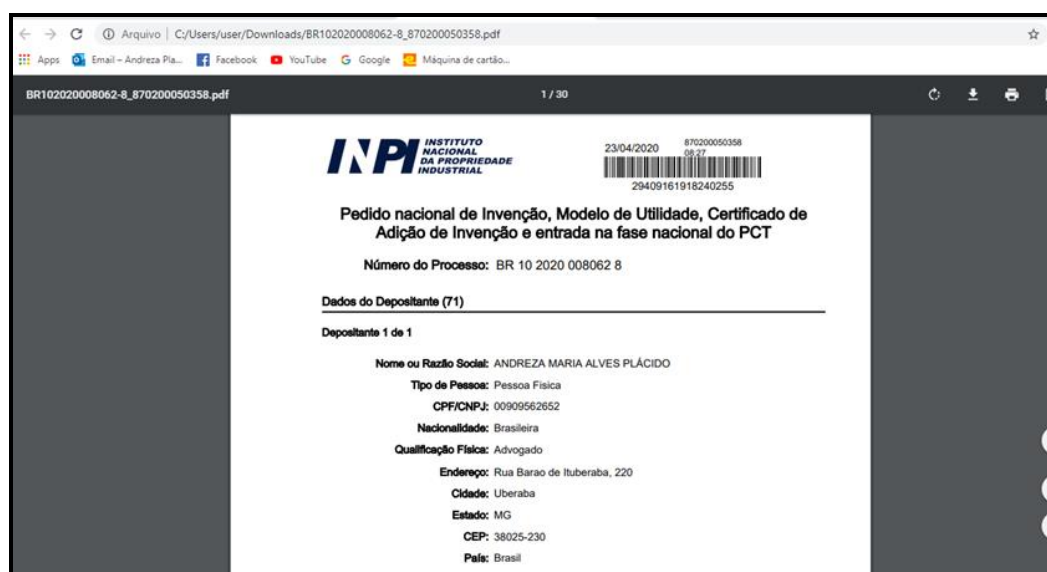 Arquivo | C:/Users/user/Downloads/BR102020008062-8_870200050358.pdf
Apps Email – Andreza Pla... Facebook YouTube Google Máquina de cartão...
BR102020008062-8_870200050358.pdf 1 / 30
INPI INSTITUTO
NACIONAL
DA PROPRIEDADE
INDUSTRIAL
23/04/2020 870200050358
08:27
29409161918240255
Pedido nacional de Invenção, Modelo de Utilidade, Certificado de
Adição de Invenção e entrada na fase nacional do PCT
Número do Processo: BR 10 2020 008062 8
Dados do Depositante (71)
Depositante 1 de 1
Nome ou Razão Social: ANDREZA MARIA ALVES PLÁCIDO
Tipo de Pessoa: Pessoa Fisica
CPF/CNPJ: 00909562652
Nacionalidade: Brasileira
Qualificação Física: Advogado
Endereço: Rua Barao de Ituberaba, 220
Cidade: Uberaba
Estado: MG
CEP: 38025-230
País: Brasil